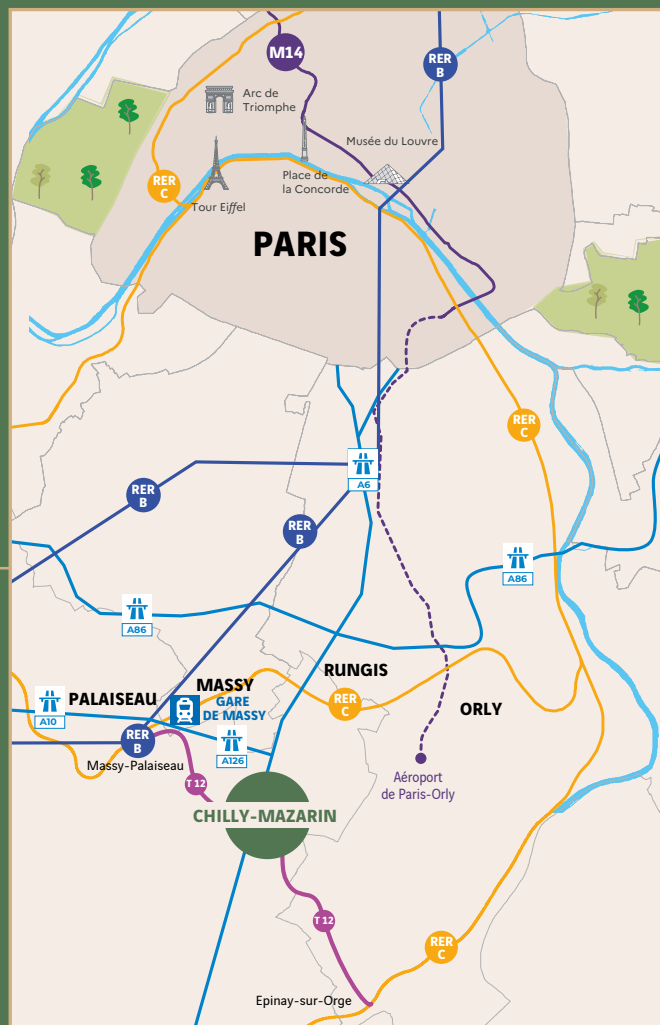 M14
RER
B
Arc de
Triomphe
Musée du Louvre
Place de
la Concorde
RER
C
Tour Eiffel
PARIS
RER
C
A6
RER
B
RER
B
A86
A86
RUNGIS
MASSY
PALAISEAU
GARE
DE MASSY
A10
RER
C
ORLY
RER
B
A126
Massy-Palaiseau
T 12
Aéroport
de Paris-Orly
CHILLY-MAZARIN
T 12
RER
C
Epinay-sur-Orge